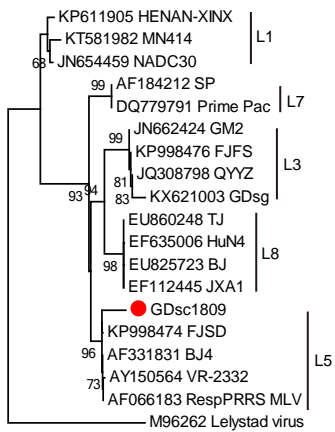 KP611905 HENAN-XINX
KT581982 MN414
L1
68
JN654459 NADC30
99
AF184212 SP
L7
DQ779791 Prime Pac
JN662424 GM2
99
KP998476 FJFS
L3
81
JQ308798 QYYZ
93
94
83
KX621003 GDsg
EU860248 TJ
EF635006 HuN4
L8
98
EU825723 BJ
EF112445 JXA1
GDsc1809
KP998474 FJSD
96
AF331831 BJ4
L5
73
AY150564 VR-2332
AF066183 RespPRRS MLV
M96262 Lelystad virus